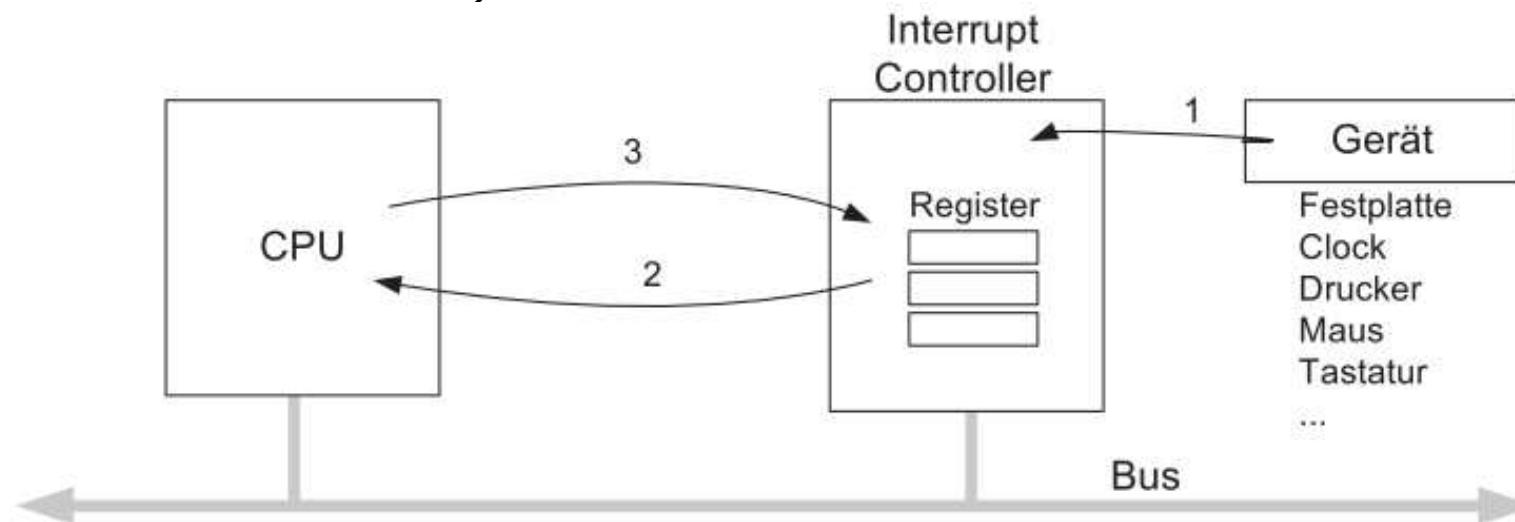 Interrupt
Controller
1
Gerät
3
Register
Festplatte
CPU
Clock
2
Drucker
Maus
Tastatur
...
Bus